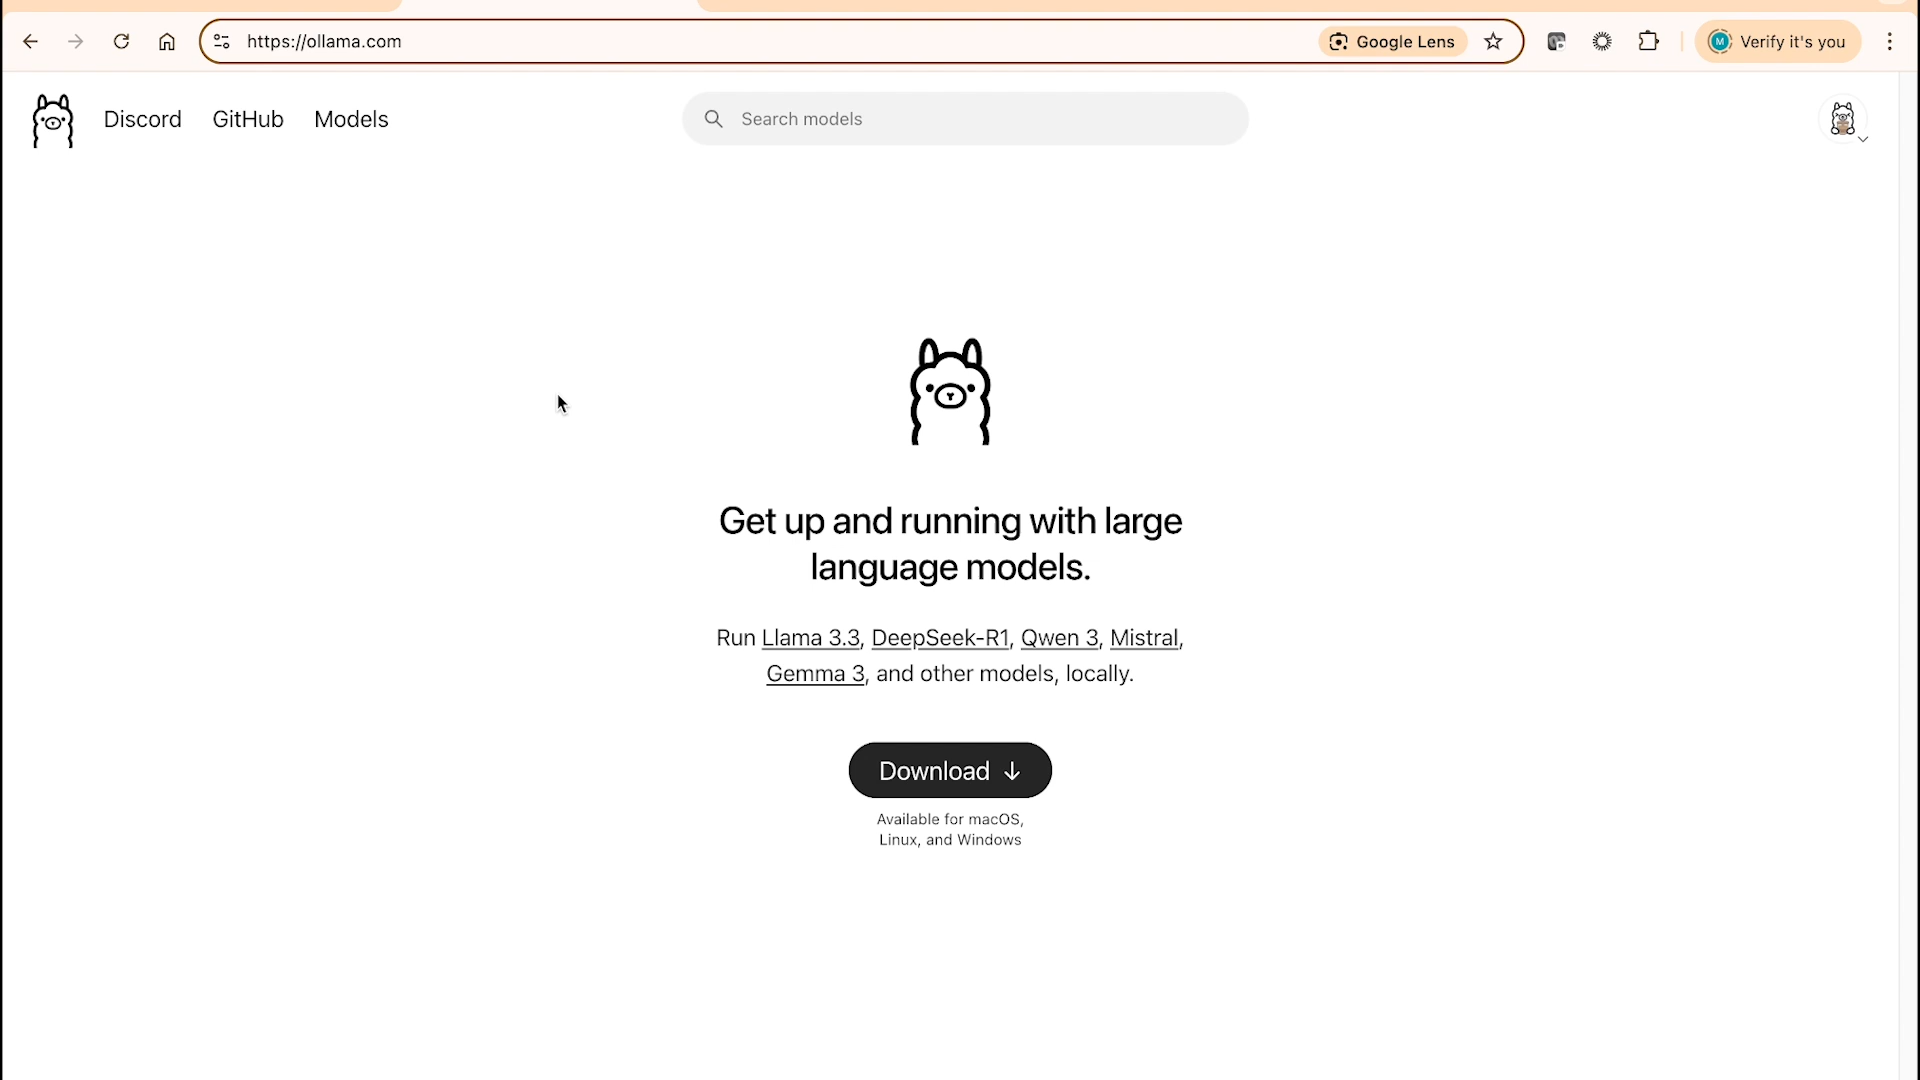 https://ollama.com
Google Lens
M
Verify it's you
Discord
GitHub
Models
Search models
Get up and running with large
language models.
Run Llama 3.3, DeepSeek-R1, Qwen 3, Mistral,
Gemma 3, and other models, locally.
Download ↓
Available for macOS,
Linux, and Windows